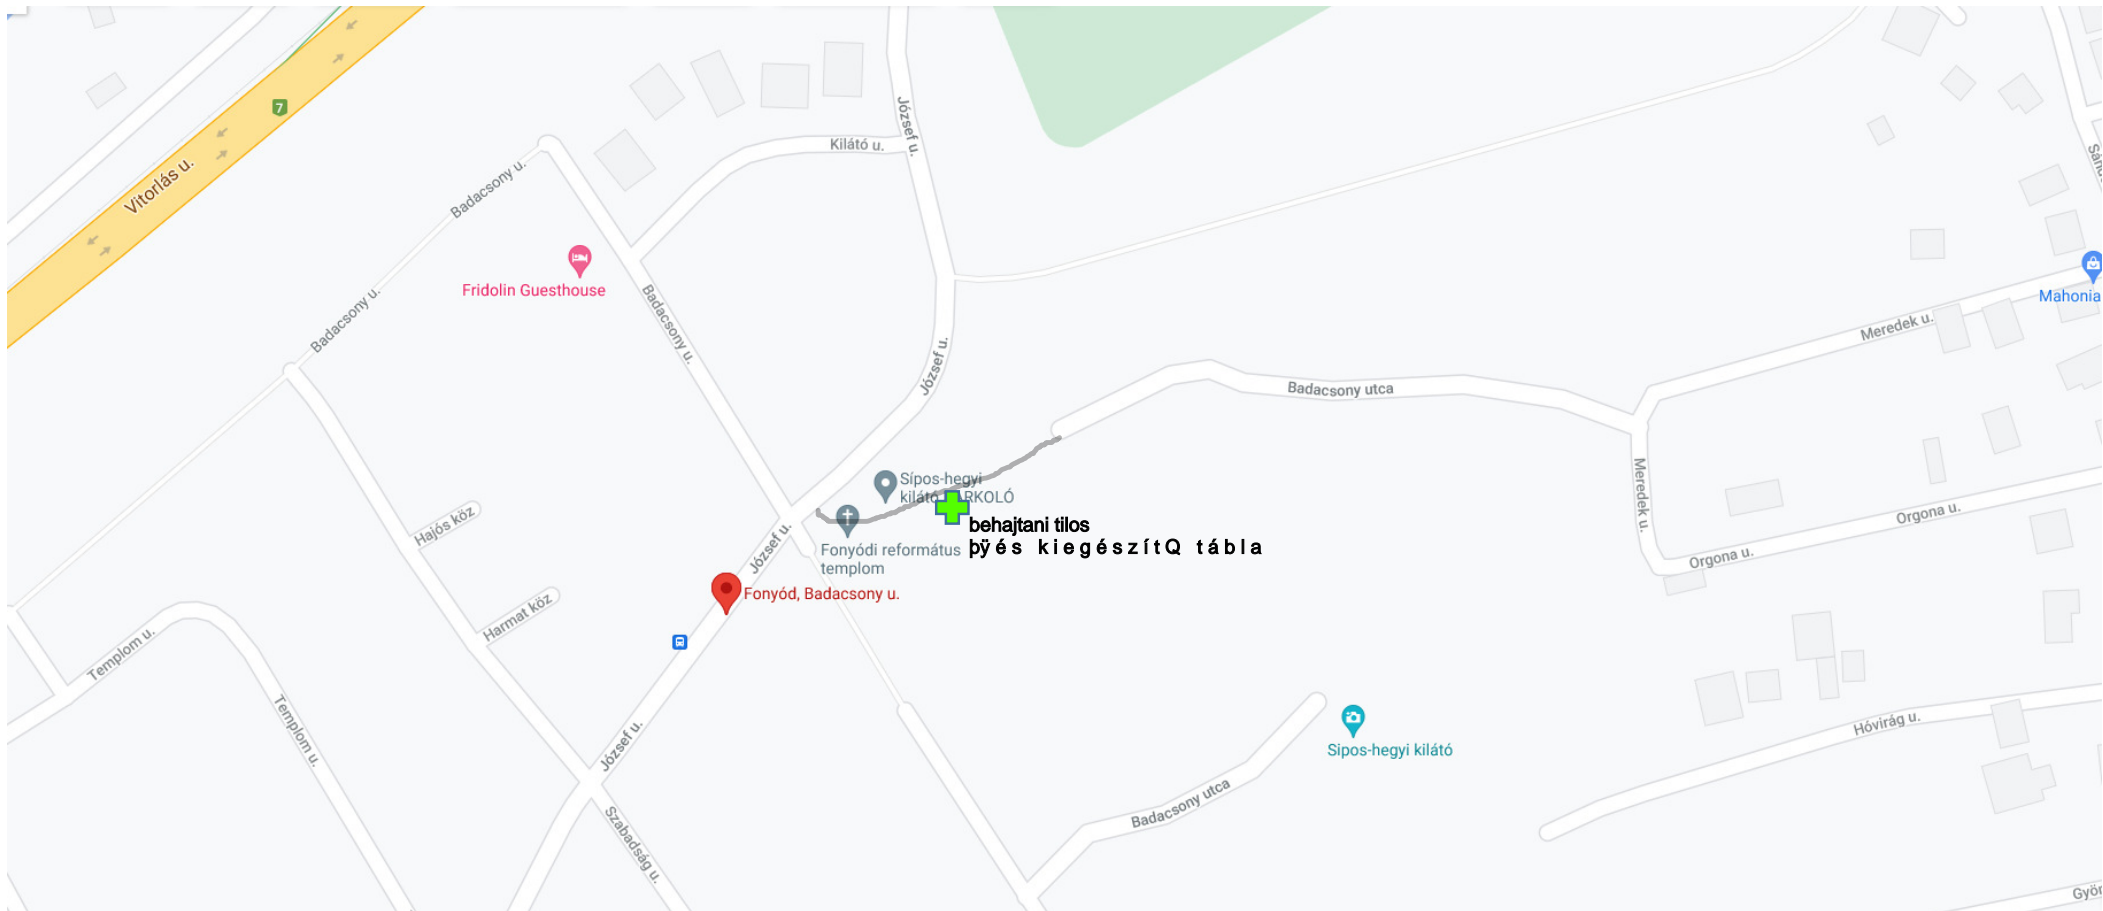 7
Vitorlás u.
Badacsony u.
Badacsony u.
Kilátó u.
József u.
Fridolin Guesthouse
Badacsony u.
József u.
Badacsony utca
Meredek u.
Mahonia
Sípos-hegyi
kilátó PARKOLÓ
behajtani tilos
þÿés kiegészítQ tábla
Fonyódi református
templom
József u.
Fonyód, Badacsony u.
Hajós köz
Harmat köz
Templom u.
Templom u.
József u.
Szabadság u.
Badacsony utca
Sipos-hegyi kilátó
Meredek u.
Orgona u.
Orgona u.
Hóvirág u.